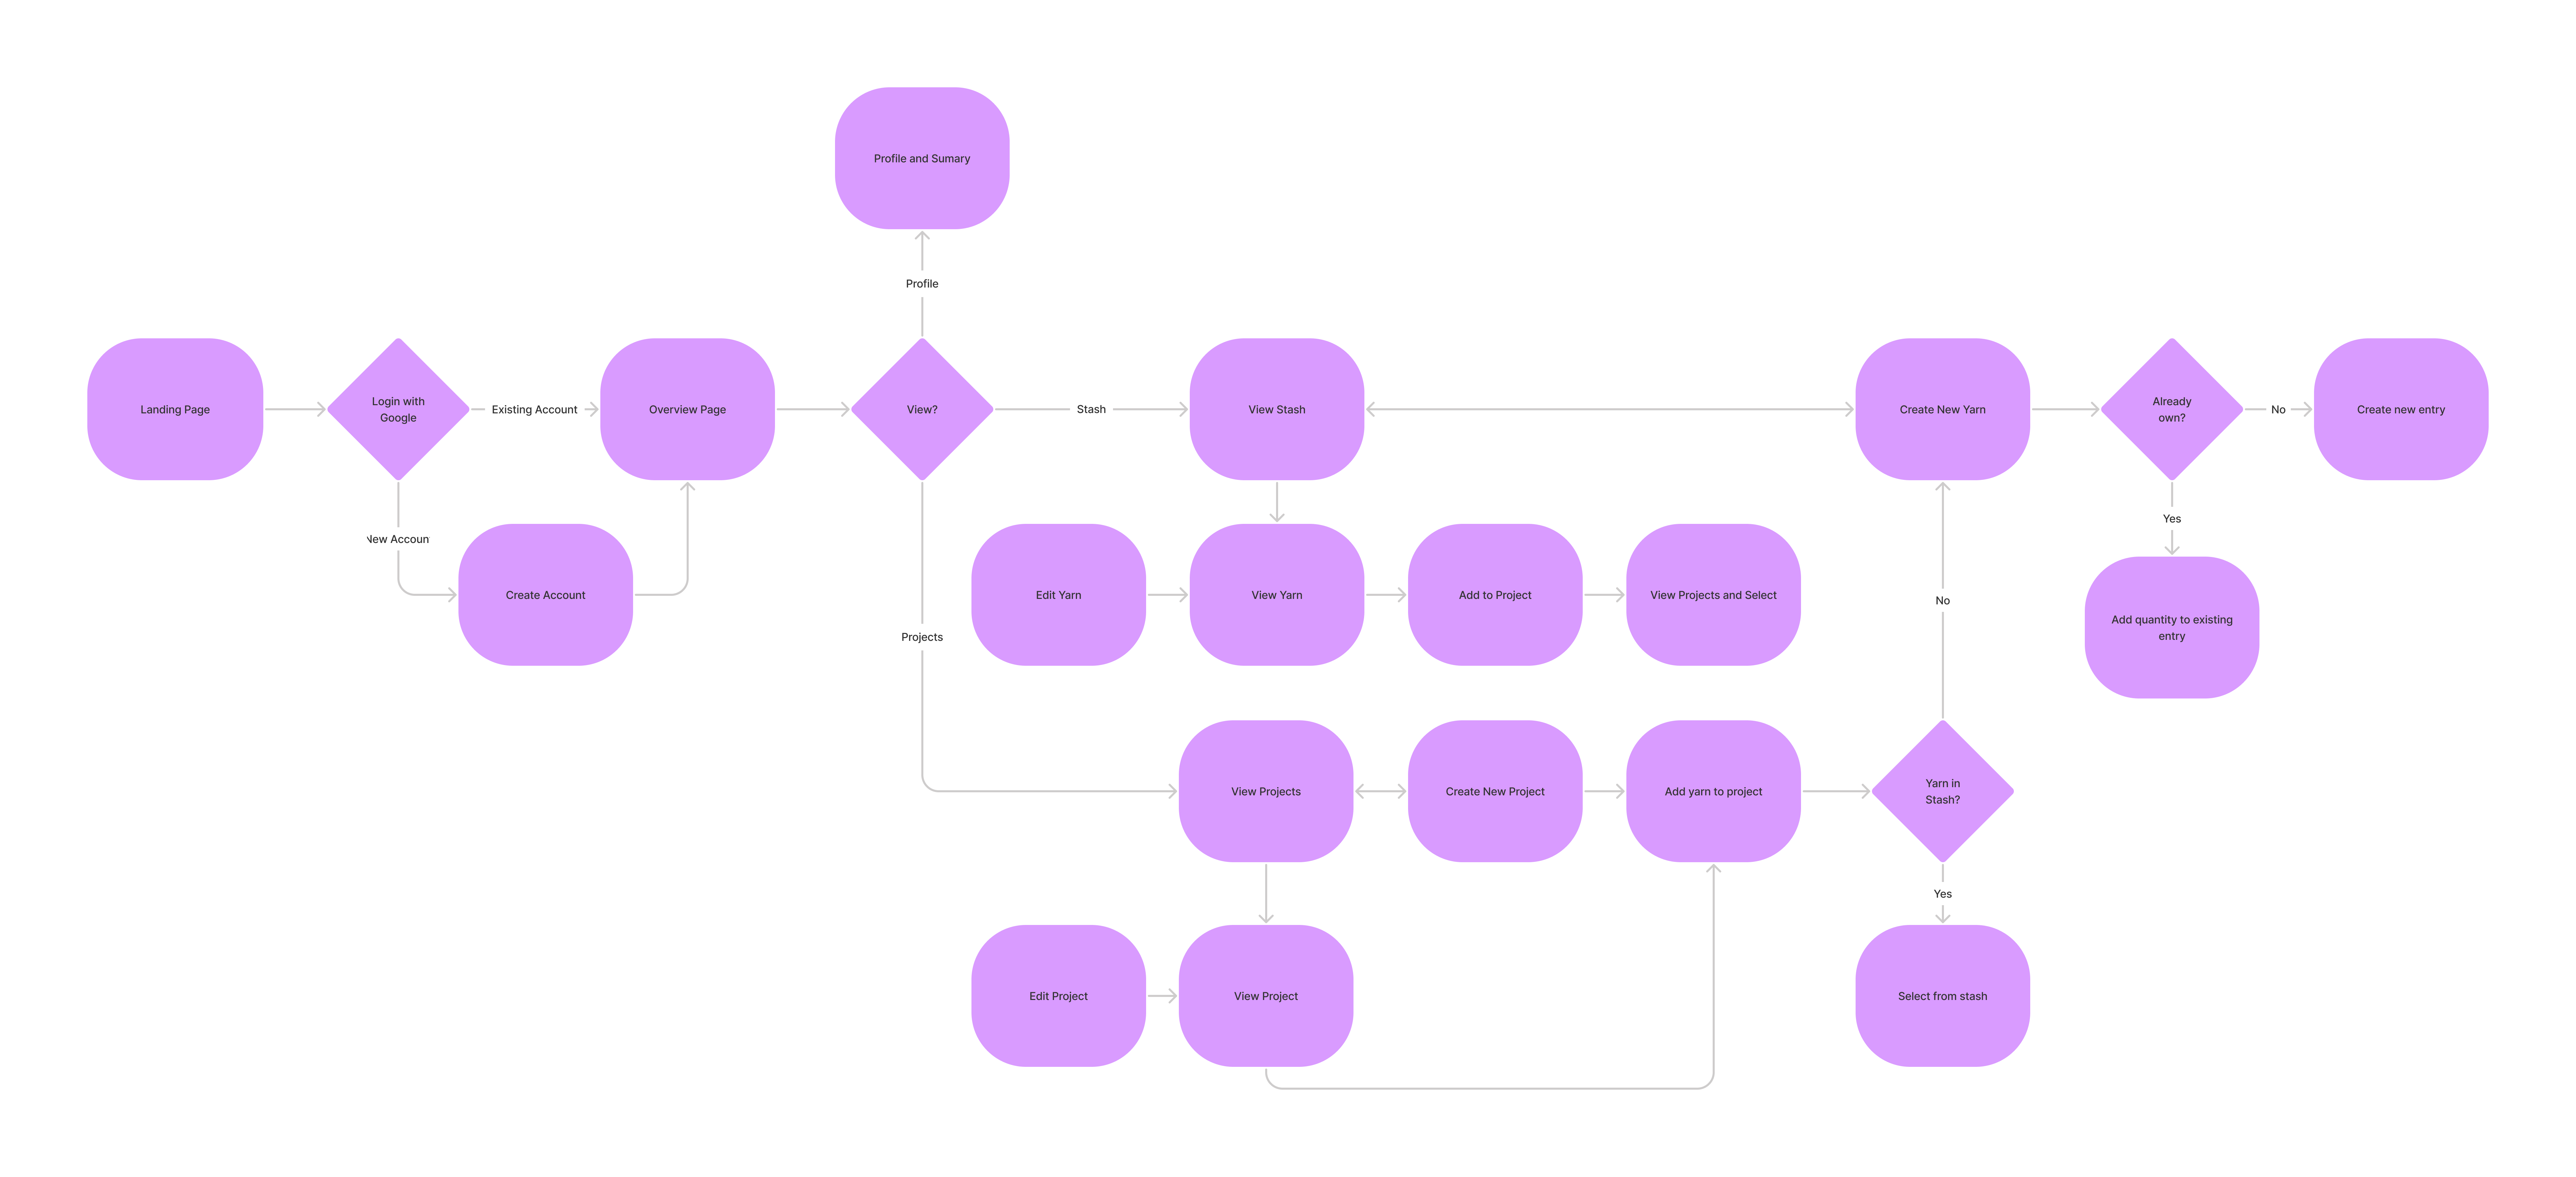 Profile and Sumary
Profile
Landing Page
Login with
Google
Existing Account
Overview Page
View?
Stash
View Stash
Create New Yarn
Already
own?
No
Create new entry
New Accoun
Create Account
Yes
Edit Yarn
View Yarn
Add to Project
View Projects and Select
No
Add quantity to existing
entry
Projects
View Projects
Create New Project
Add yarn to project
Yarn in
Stash?
Yes
Edit Project
View Project
Select from stash